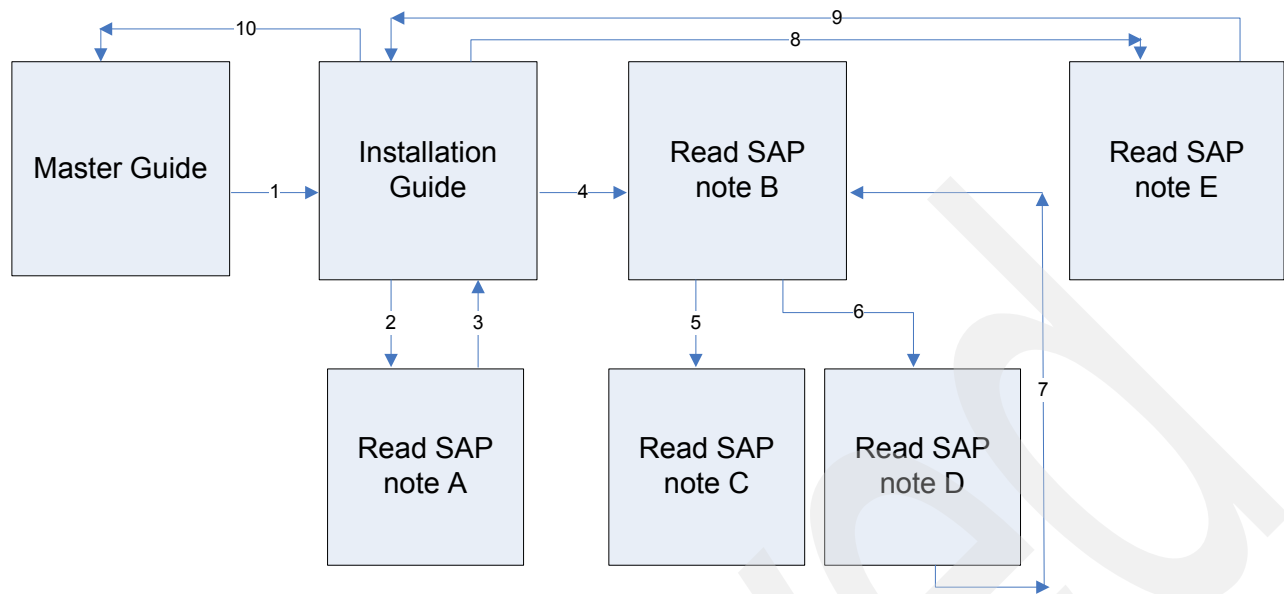 10
9
8
Master Guide
Installation
Guide
Read SAP
note B
Read SAP
note E
1
4
2
3
5
6
7
Read SAP
note A
Read SAP
note C
Read SAP
note D